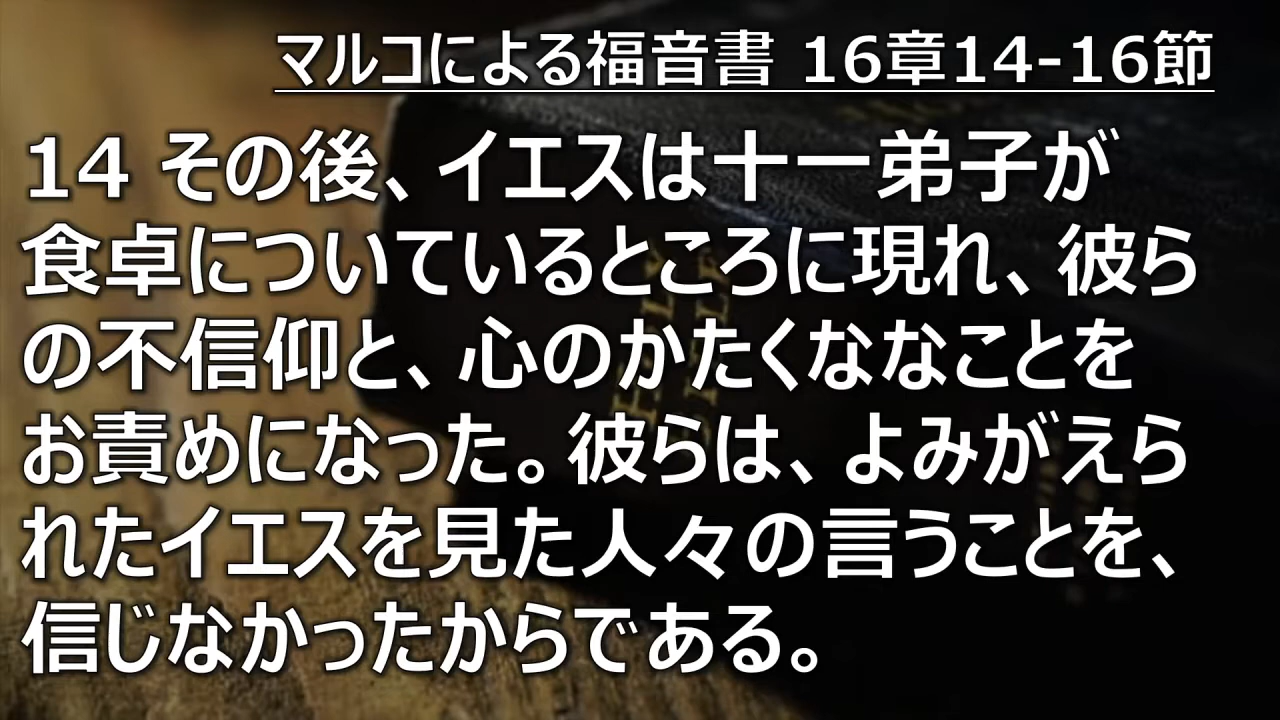 マルコによる福音書 16章14-16節
14 その後、イエスは十一弟子が
食卓についているところに現れ、彼ら
の不信仰と、心のかたくななことを
お責めになった。彼らは、よみがえら
れたイエスを見た人々の言うことを、
信じなかったからである。